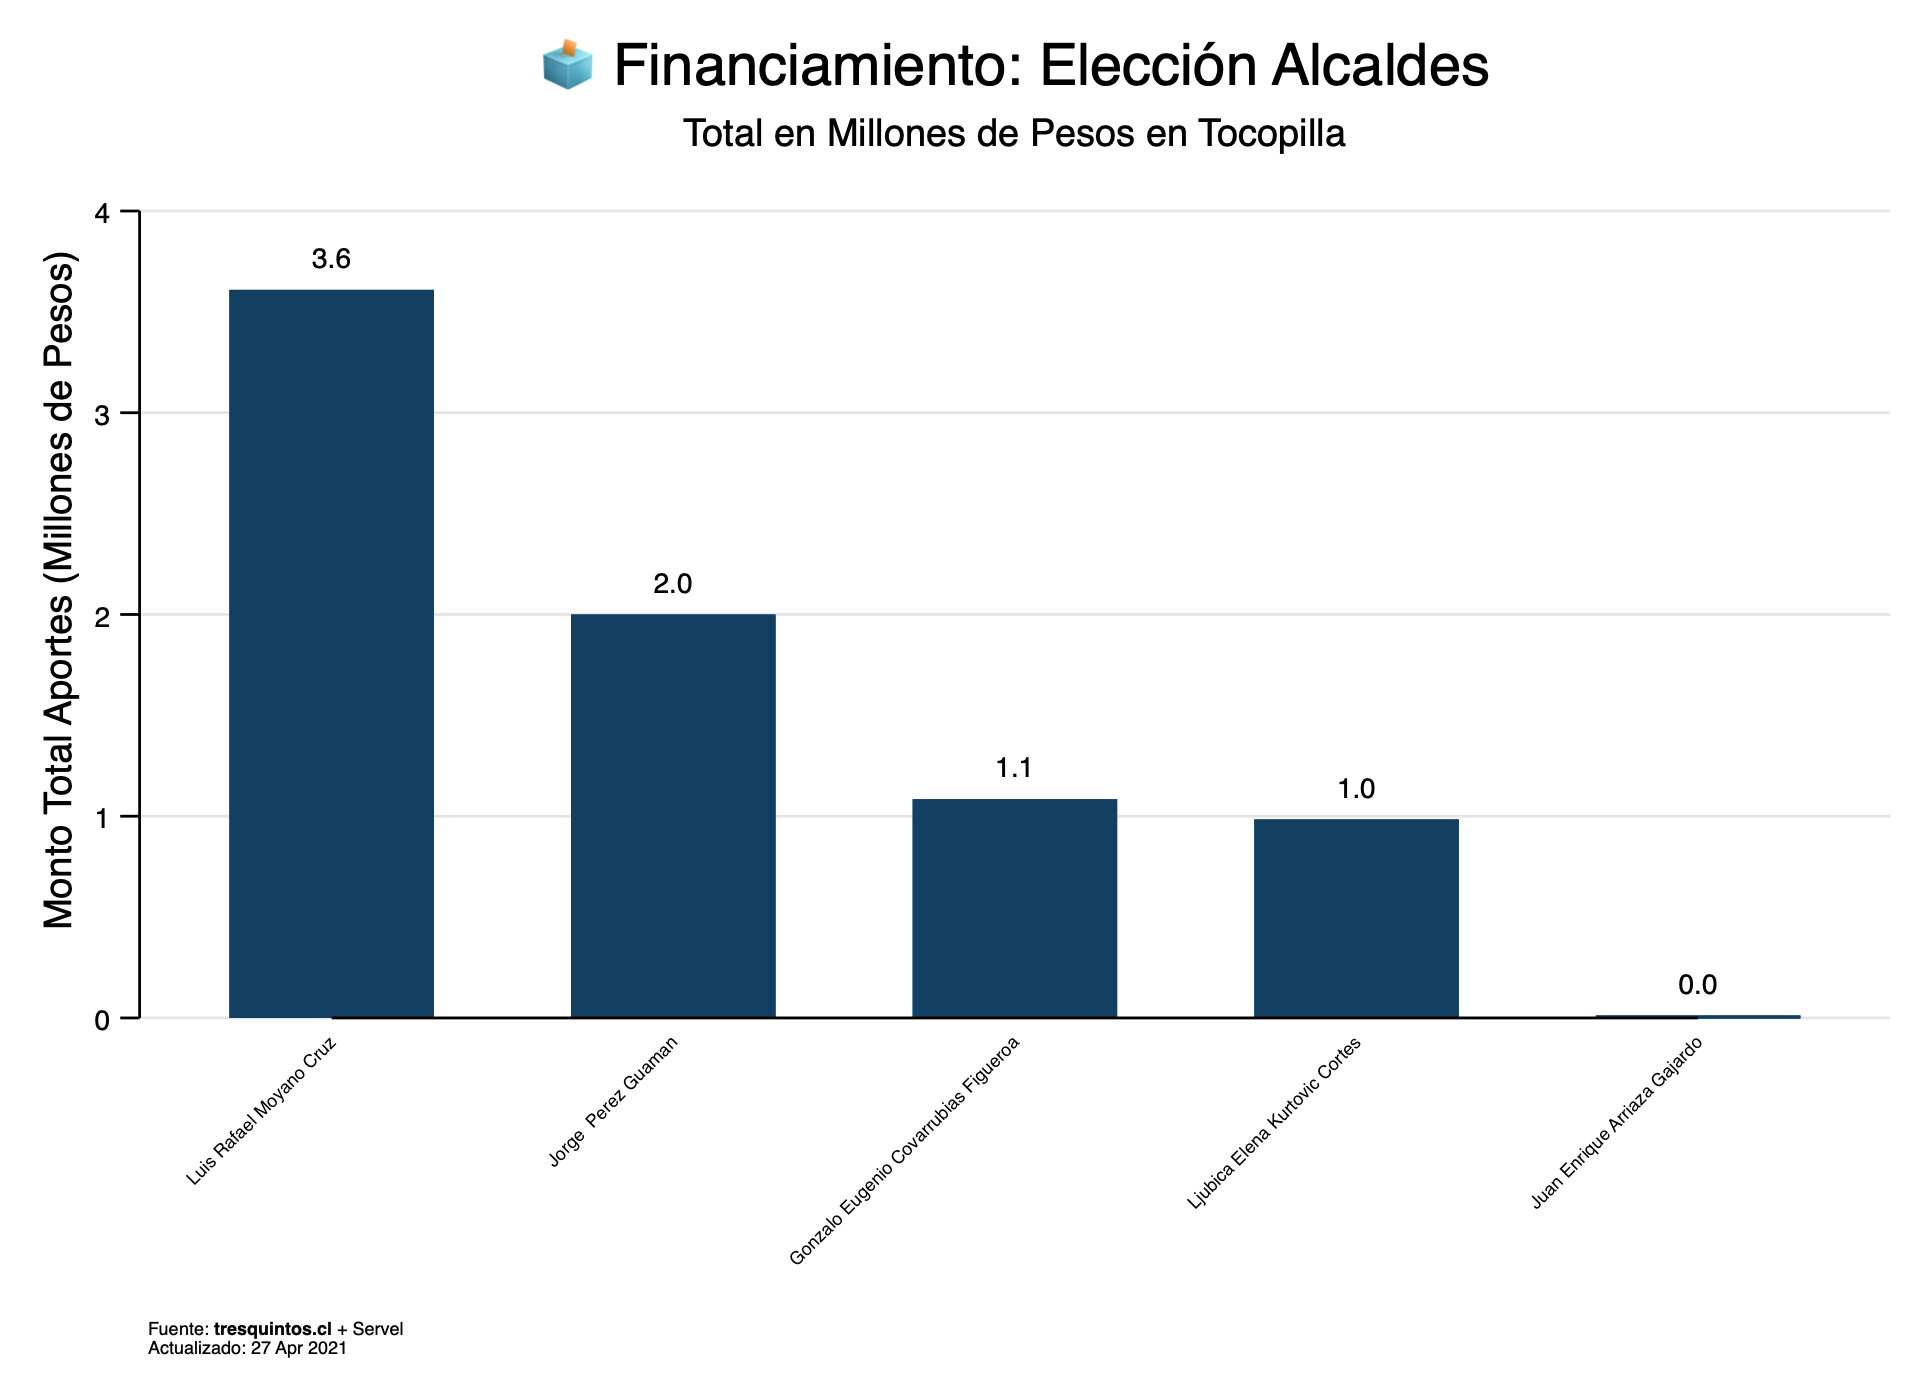 Financiamiento: Elección Alcaldes
Total en Millones de Pesos en Tocopilla
Monto Total Aportes (Millones de Pesos)
4
3
2
1
0
3.6
2.0
1.1
1.0
0.0
Luis Rafael Moyano Cruz
Jorge  Perez Guaman
Gonzalo Eugenio Covarrubias Figueroa
Ljubica Elena Kurtovic Cortes
Juan Enrique Arriaza Gajardo
Fuente: tresquintos.cl + Servel
Actualizado: 27 Apr 2021